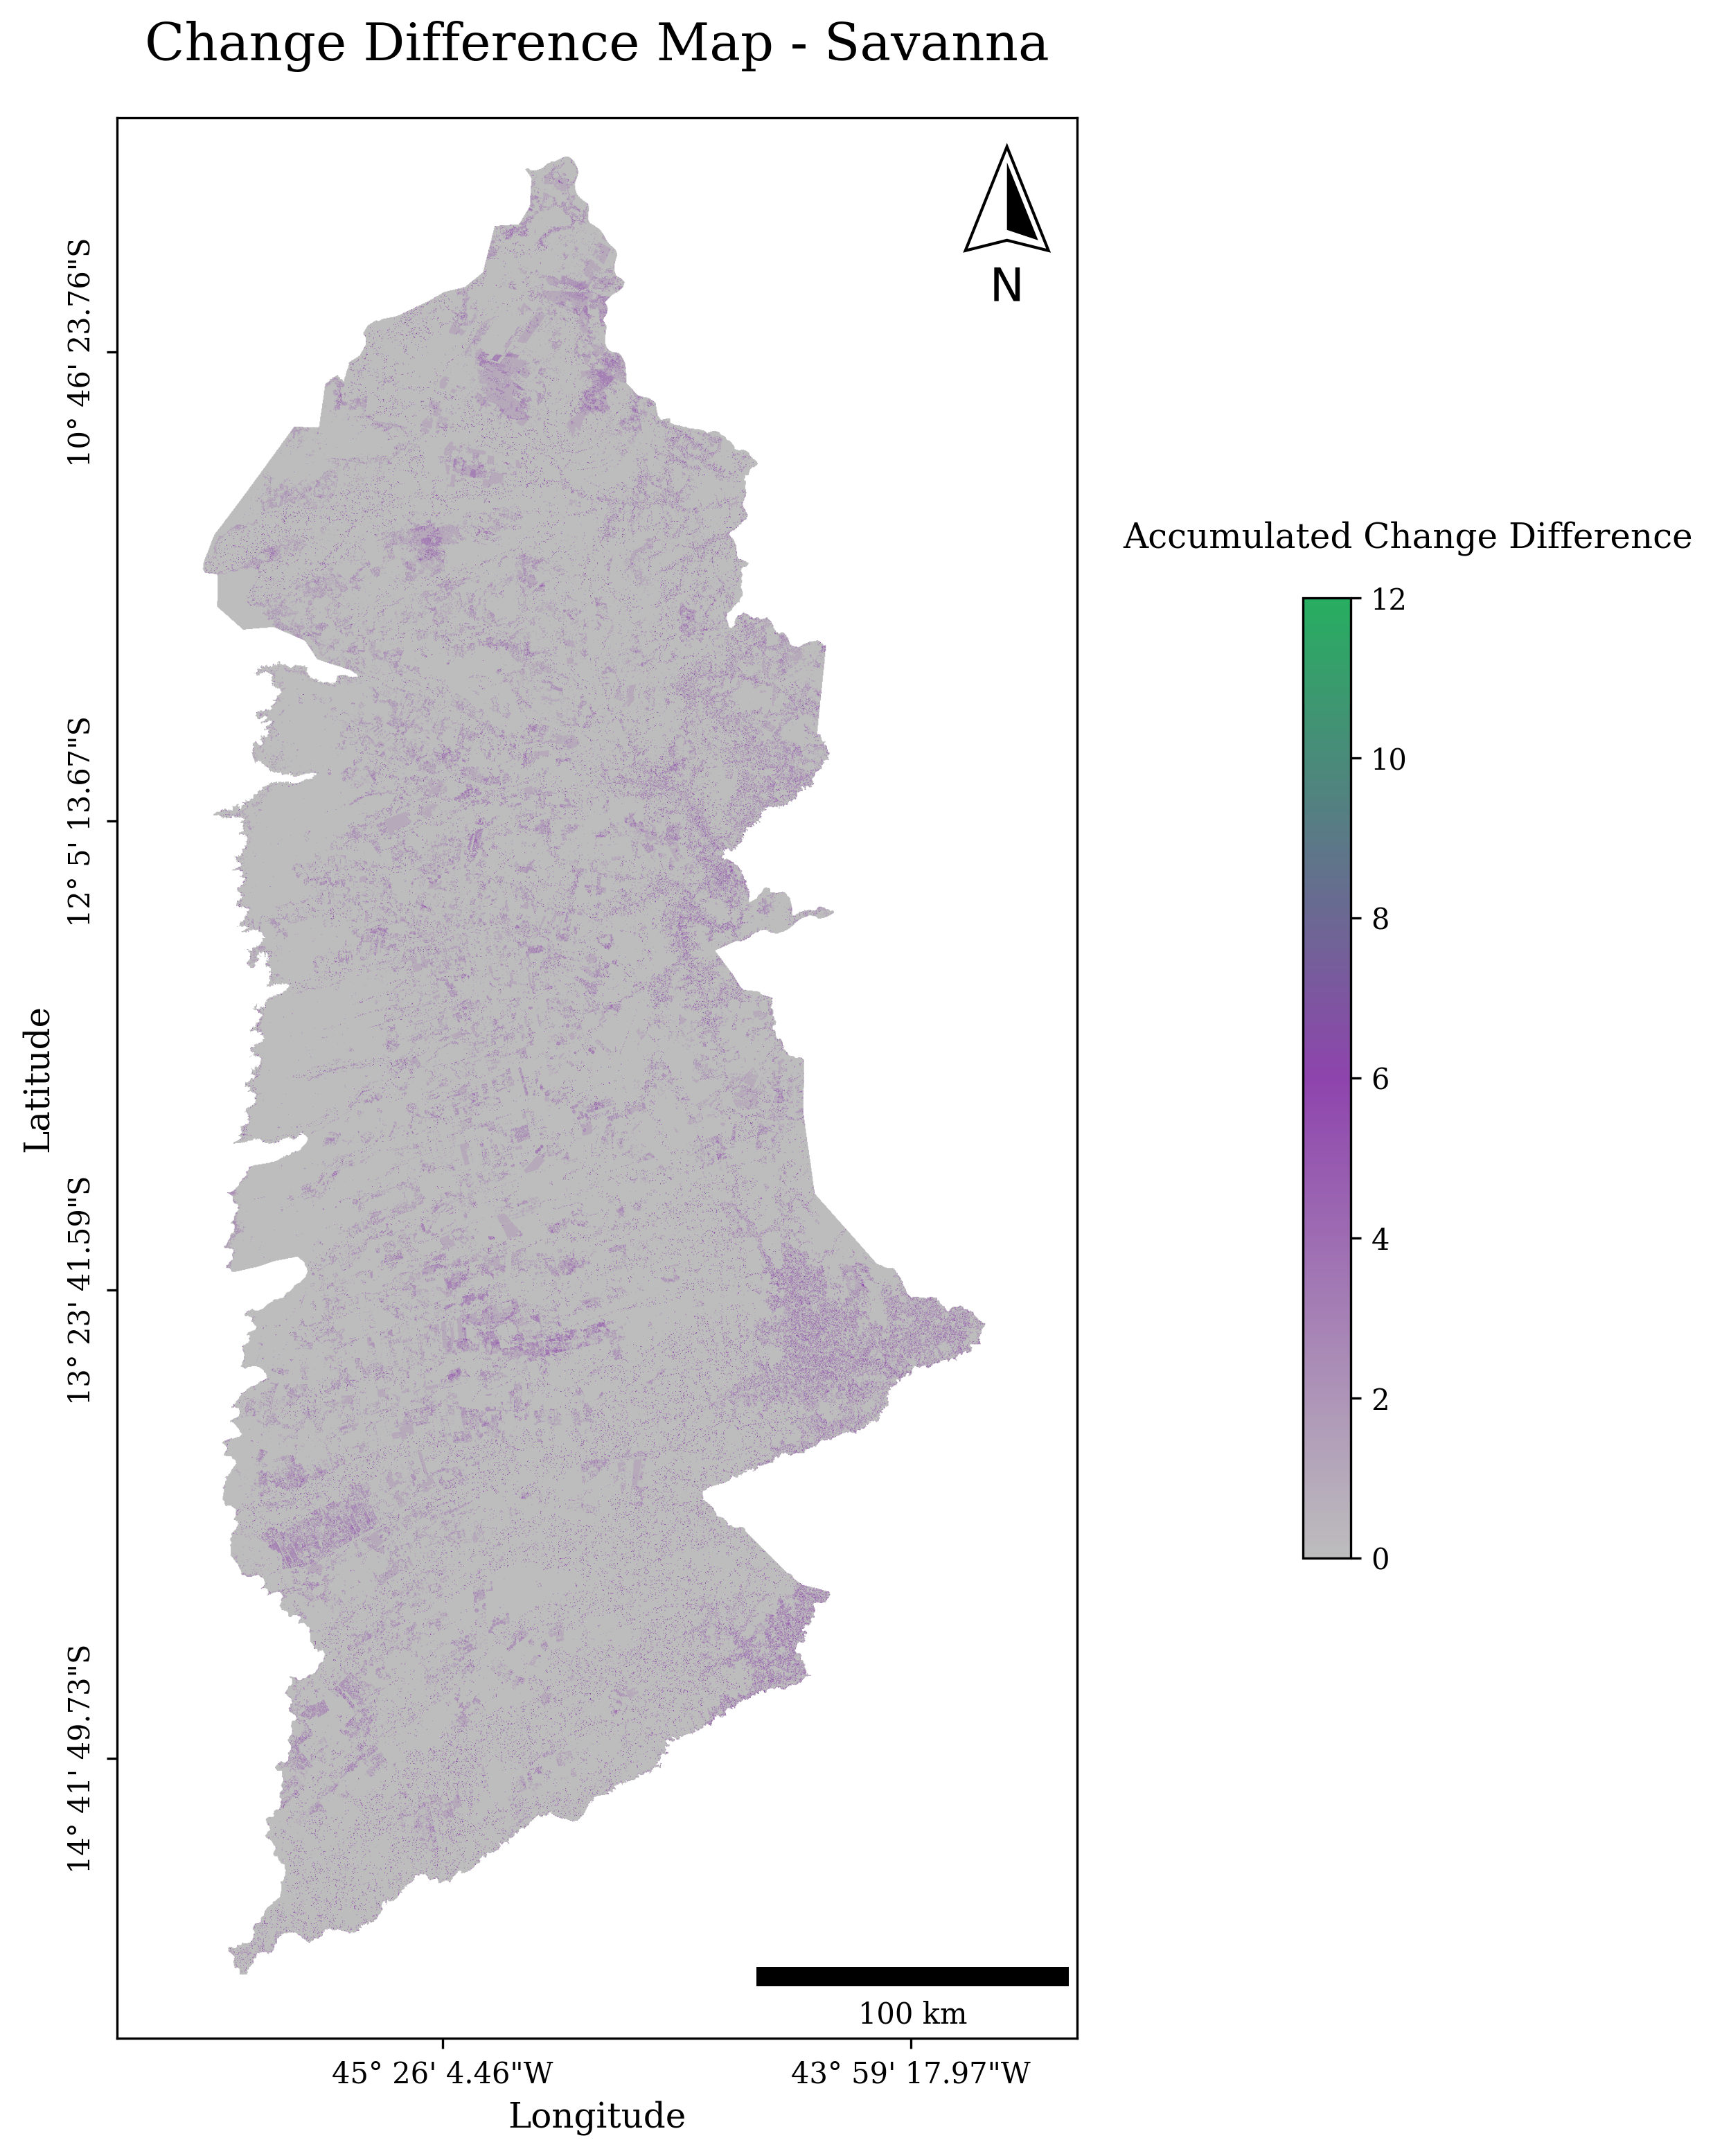 Change Difference Map - Savanna
N
10° 46' 23.76"S
12° 5' 13.67"S
13° 23' 41.59"S
14° 41' 49.73"S
Latitude
100 km
45° 26' 4.46"W
43° 59' 17.97"W
Longitude
Accumulated Change Difference
12
10
8
6
4
2
0